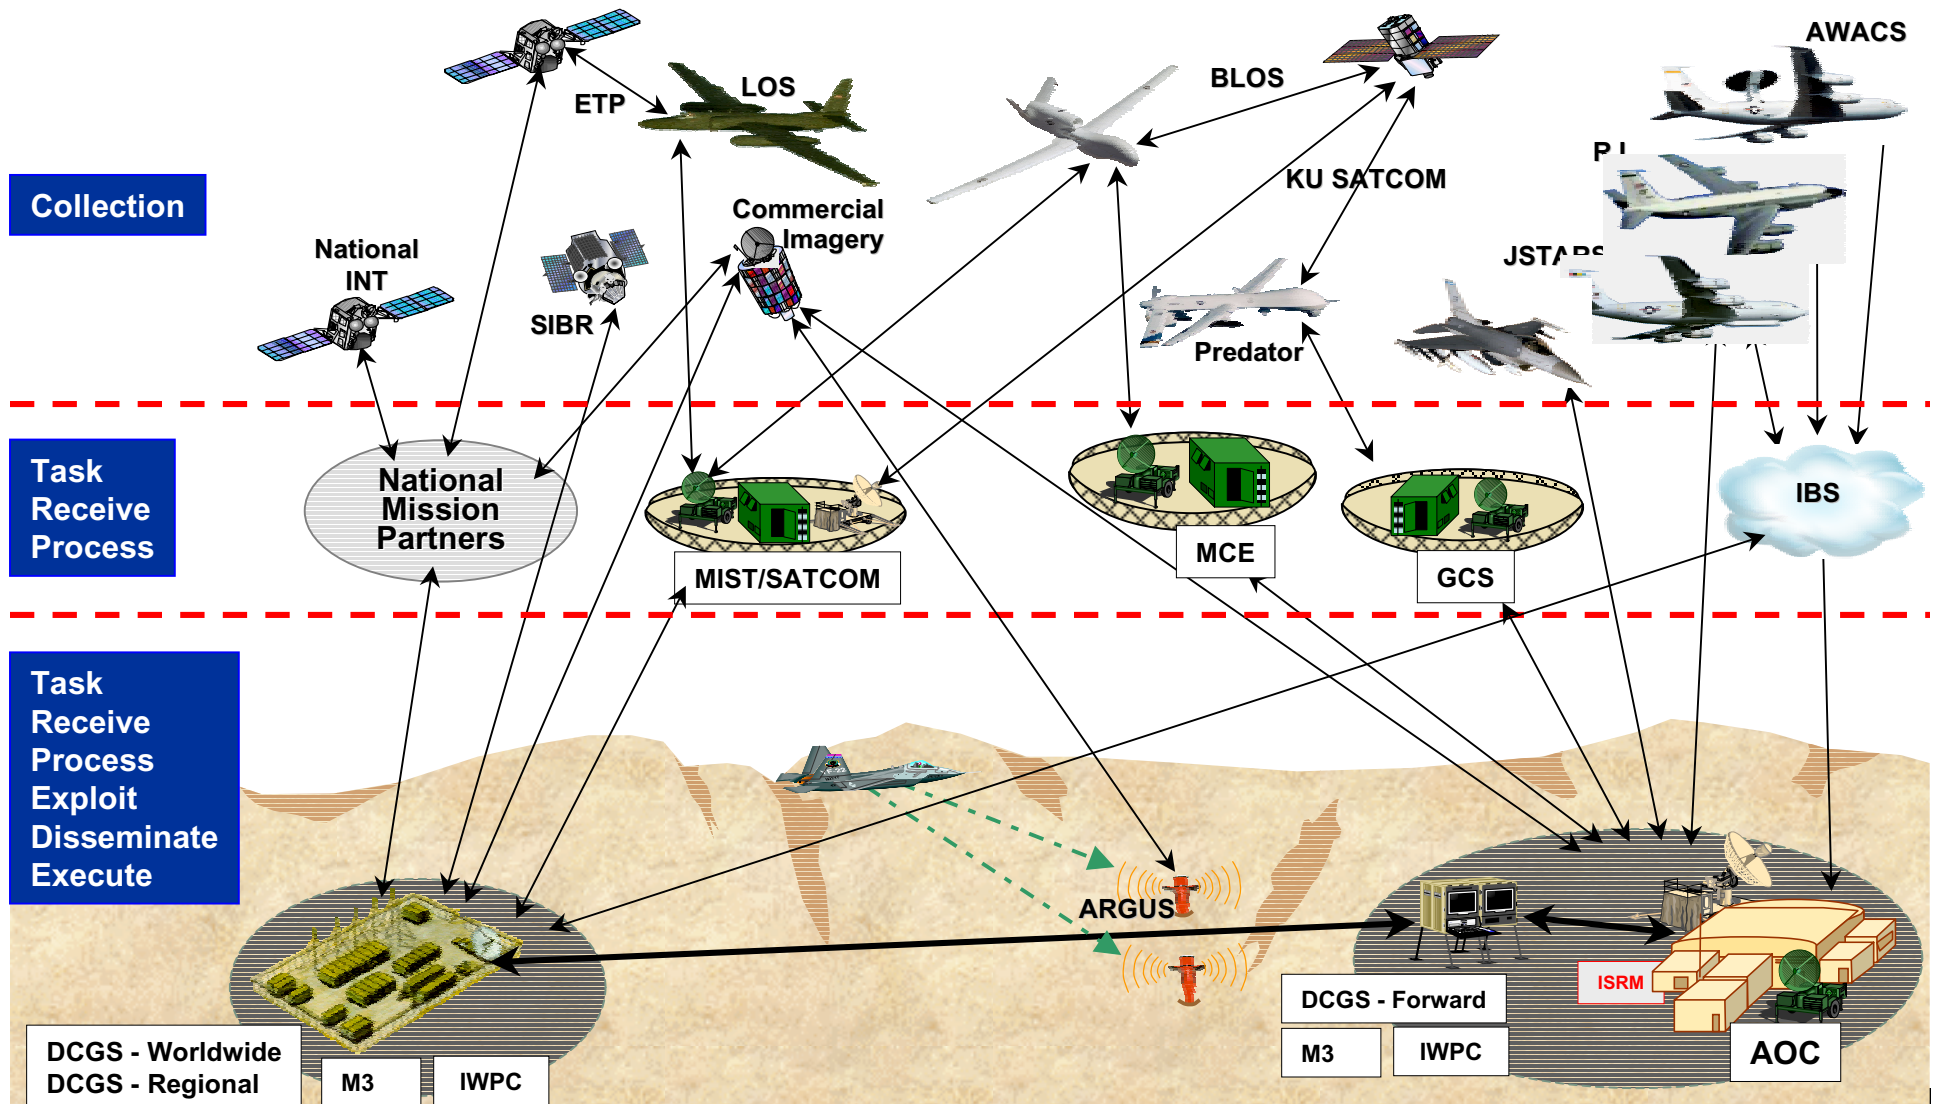 AWACS
LOS
BLOS
ETP
RJ
KU SATCOM
Collection
Commercial
Imagery
National
INT
JSTARS
SIBR
Predator
Task
Receive
Process
National
Mission
Partners
IBS
MCE
MIST/SATCOM
GCS
Task
Receive
Process
Exploit
Disseminate
Execute
ARGUS
ISRM
DCGS - Forward
DCGS - Worldwide
DCGS - Regional
M3
IWPC
M3
IWPC
AOC